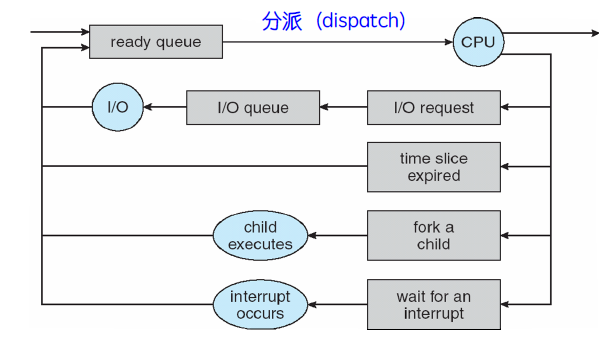 分派（dispatch）
ready queue
CPU
I/O
I/O queue
I/O request
time slice
expired
child
executes
fork a
child
interrupt
occurs
wait for an
interrupt